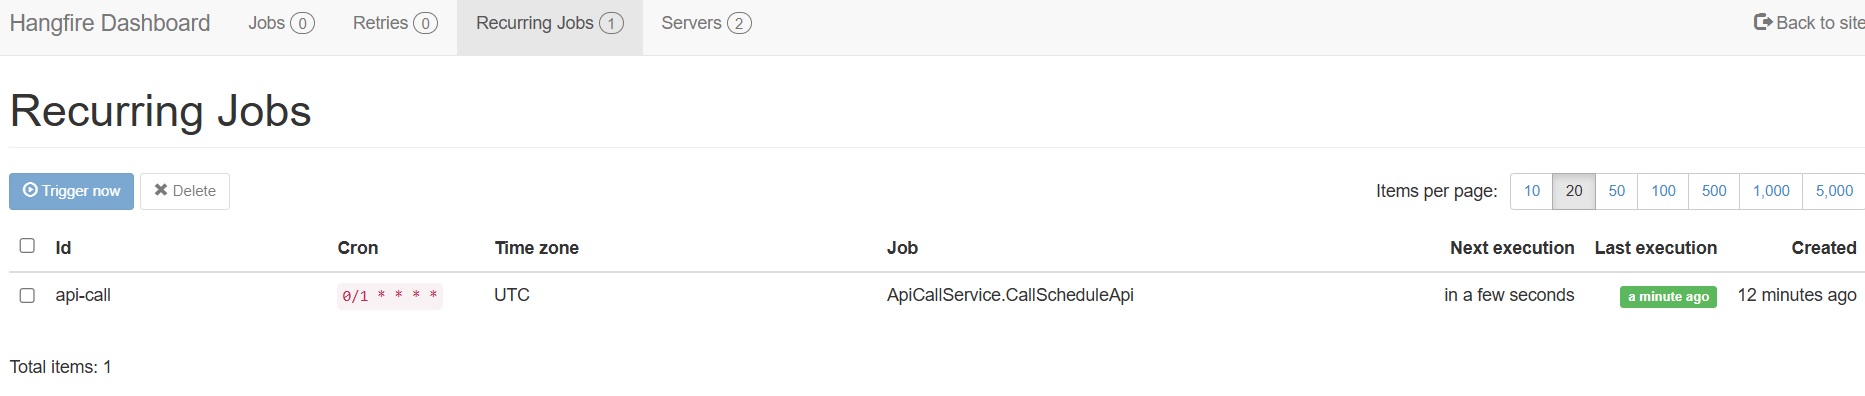 Hangfire Dashboard Jobs 0 Retries 0 Recurring Jobs 1 Servers 2 Back to site
Recurring Jobs
Trigger now Delete Items per page: 10 20 50 100 500 1,000 5,000
Id Cron Time zone Job Next execution Last execution Created
api-call 0/1 * * * * UTC ApiCallService.CallScheduleApi in a few seconds a minute ago 12 minutes ago
Total items: 1